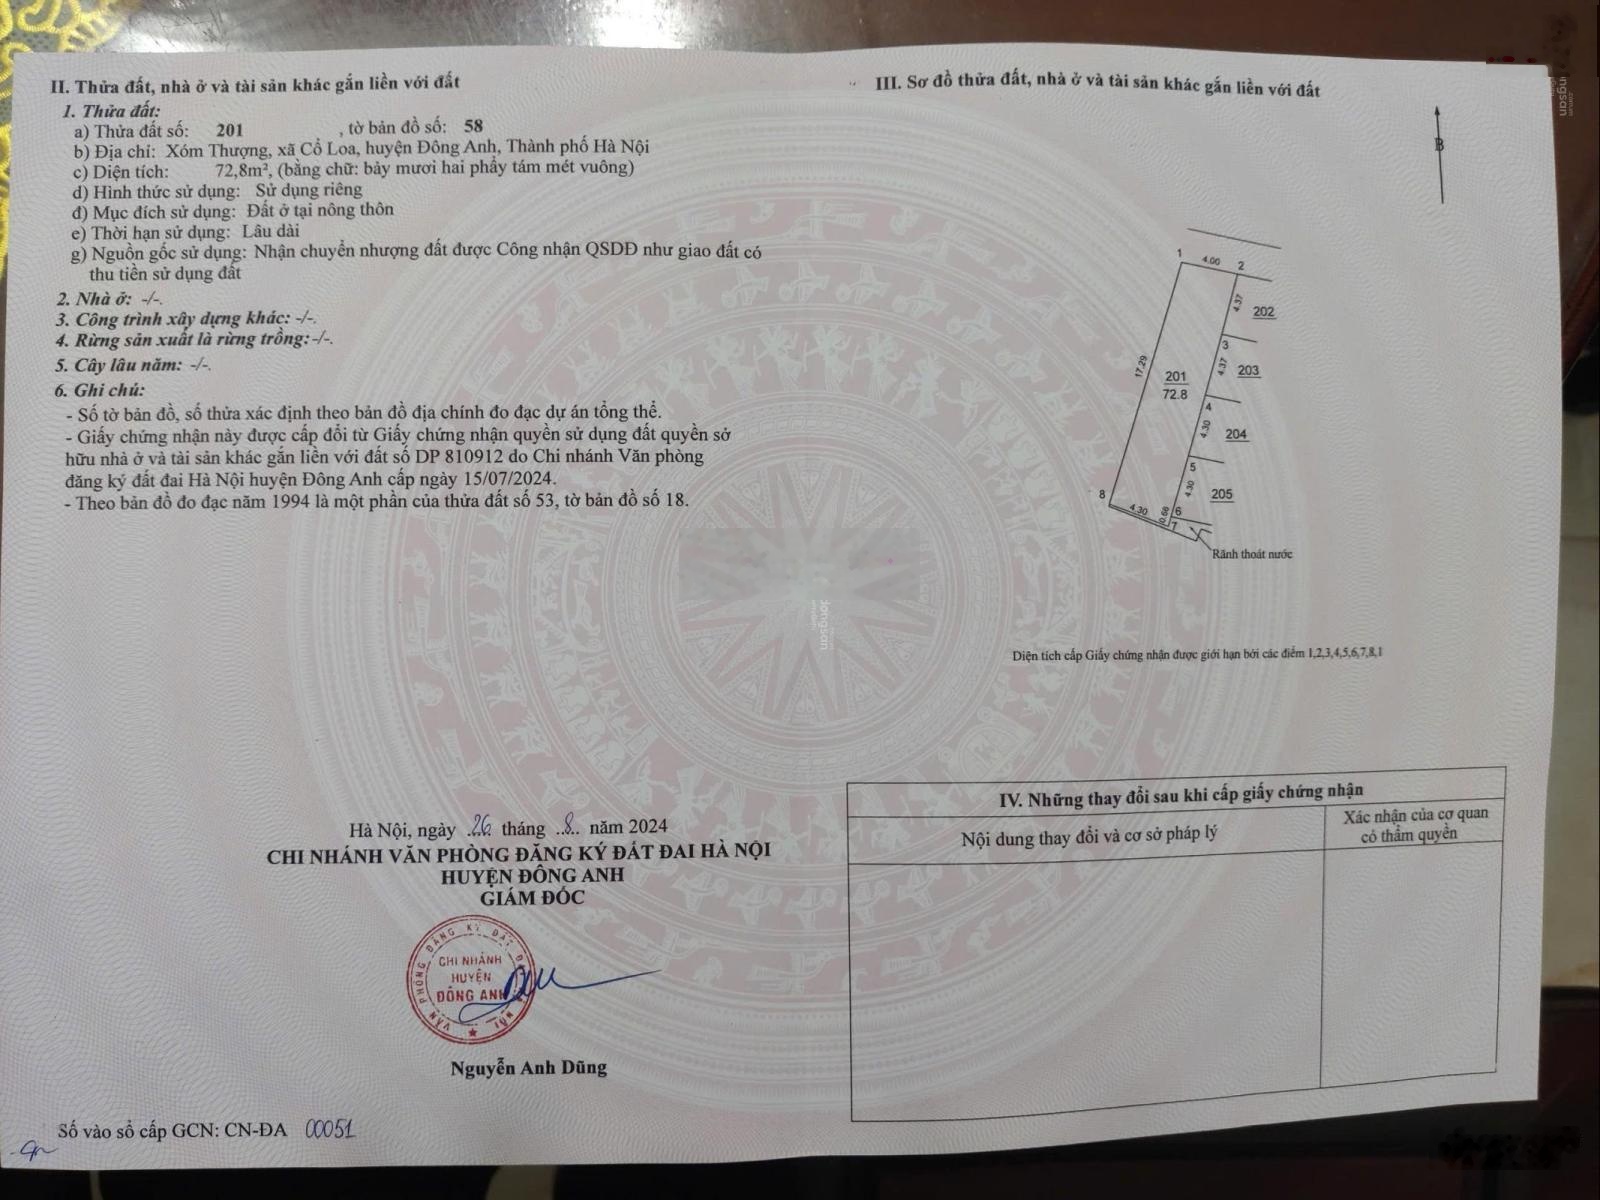 II. Thửa đất, nhà ở và tài sản khác gắn liền với đất
1. Thửa đất:
a) Thửa đất số: 201 , tờ bản đồ số: 58
b) Địa chỉ: Xóm Thượng, xã Cổ Loa, huyện Đông Anh, Thành phố Hà Nội
c) Diện tích: 72,8m², (bằng chữ: bảy mươi hai phẩy tám mét vuông)
d) Hình thức sử dụng: Sử dụng riêng
đ) Mục đích sử dụng: Đất ở tại nông thôn
e) Thời hạn sử dụng: Lâu dài
g) Nguồn gốc sử dụng: Nhận chuyển nhượng đất được Công nhận QSDĐ như giao đất có
thu tiền sử dụng đất
2. Nhà ở: -/-.
3. Công trình xây dựng khác: -/-.
4. Rừng sản xuất là rừng trồng:-/-.
5. Cây lâu năm: -/-.
6. Ghi chú:
- Số tờ bản đồ, số thửa xác định theo bản đồ địa chính đo đạc dự án tổng thể.
- Giấy chứng nhận này được cấp đổi từ Giấy chứng nhận quyền sử dụng đất quyền sở
hữu nhà ở và tài sản khác gắn liền với đất số DP 810912 do Chi nhánh Văn phòng
đăng ký đất đai Hà Nội huyện Đông Anh cấp ngày 15/07/2024.
- Theo bản đồ đo đạc năm 1994 là một phần của thửa đất số 53, tờ bản đồ số 18.
Hà Nội, ngày 26 tháng 8 năm 2024
CHI NHÁNH VĂN PHÒNG ĐĂNG KÝ ĐẤT ĐAI HÀ NỘI
HUYỆN ĐÔNG ANH
GIÁM ĐỐC
VĂN PHÒNG ĐĂNG KÝ ĐẤT ĐAI HÀ NỘI
CHI NHÁNH
HUYỆN
ĐÔNG ANH
Nguyễn Anh Dũng
Số vào sổ cấp GCN: CN-ĐA 00051
III. Sơ đồ thửa đất, nhà ở và tài sản khác gắn liền với đất
B
1 4.00 2
4.37 202
3
17.29
4.37 203
201
72.8
4
4.30 204
5
4.30 205
8
4.30 0.68 6
7
Rãnh thoát nước
Diện tích cấp Giấy chứng nhận được giới hạn bởi các điểm 1,2,3,4,5,6,7,8,1
IV. Những thay đổi sau khi cấp giấy chứng nhận
Nội dung thay đổi và cơ sở pháp lý
Xác nhận của cơ quan
có thẩm quyền